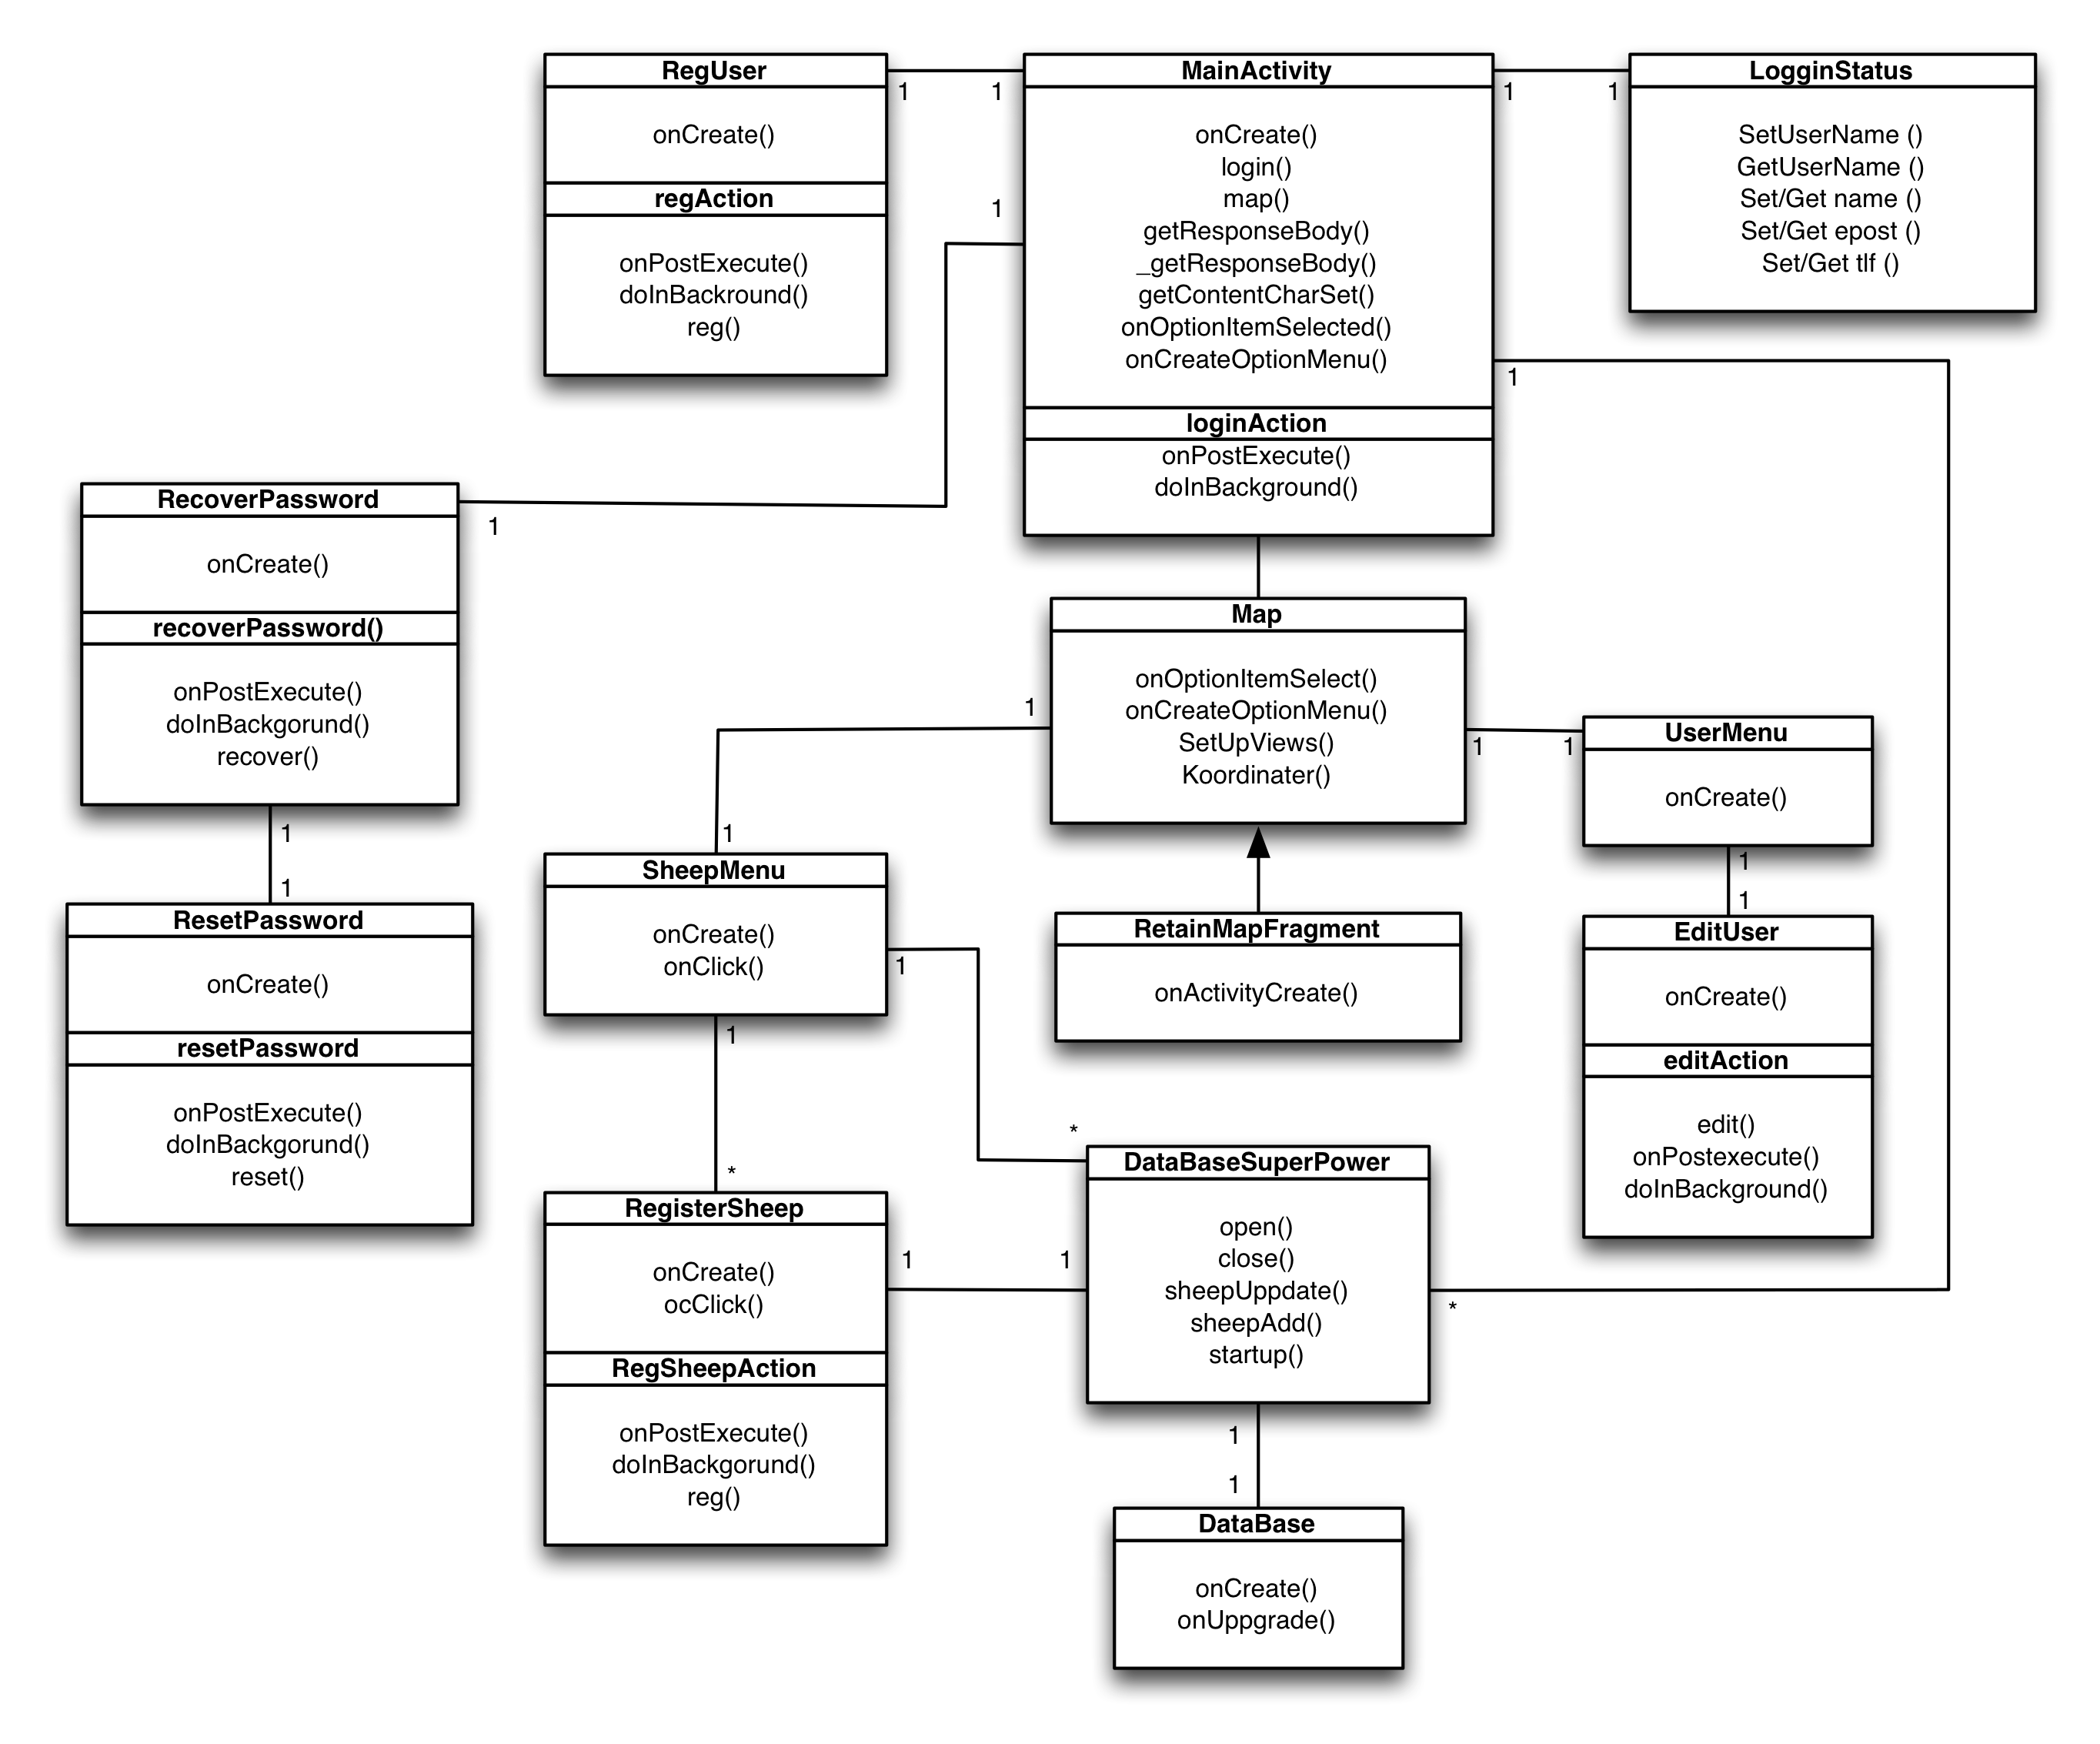 RegUser
onCreate()
regAction
onPostExecute()
doInBackround()
reg()
1
1
MainActivity
onCreate()
login()
map()
getResponseBody()
_getResponseBody()
getContentCharSet()
onOptionItemSelected()
onCreateOptionMenu()
loginAction
onPostExecute()
doInBackground()
1
1
LogginStatus
SetUserName ()
GetUserName ()
Set/Get name ()
Set/Get epost ()
Set/Get tlf ()
1
1
RecoverPassword
onCreate()
recoverPassword()
onPostExecute()
doInBackgorund()
recover()
1
1
1
ResetPassword
onCreate()
resetPassword
onPostExecute()
doInBackgorund()
reset()
Map
onOptionItemSelect()
onCreateOptionMenu()
SetUpViews()
Koordinater()
1
1
1
1
UserMenu
onCreate()
1
1
EditUser
onCreate()
editAction
edit()
onPostexecute()
doInBackground()
SheepMenu
onCreate()
onClick()
1
1
*
*
RetainMapFragment
onActivityCreate()
RegisterSheep
onCreate()
ocClick()
RegSheepAction
onPostExecute()
doInBackgorund()
reg()
1
1
DataBaseSuperPower
open()
close()
sheepUppdate()
sheepAdd()
startup()
*
1
1
DataBase
onCreate()
onUppgrade()